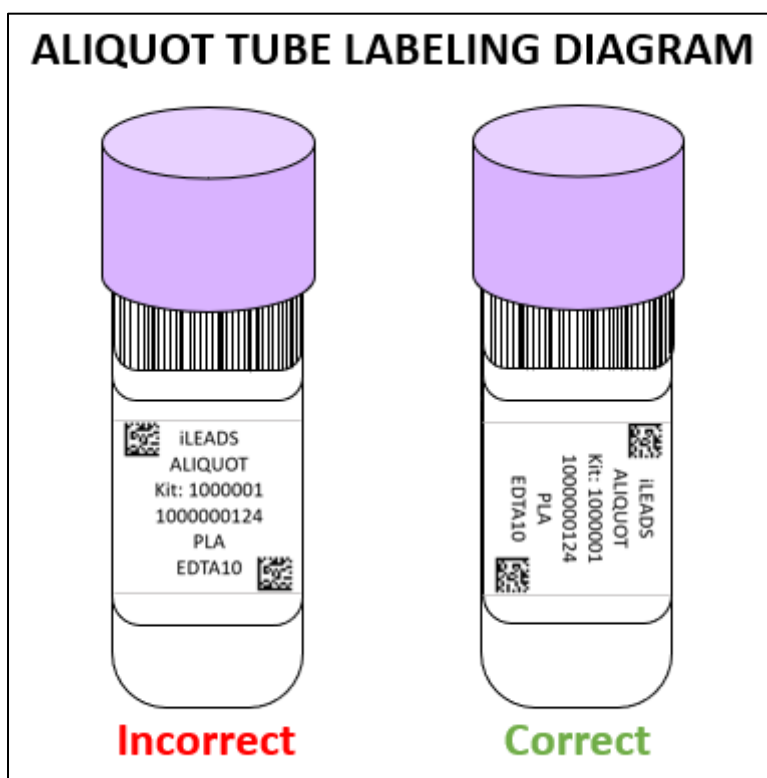 ALIQUOT TUBE LABELING DIAGRAM
iLEADS
ALIQUOT
Kit: 1000001
1000000124
PLA
EDTA10
iLEADS
ALIQUOT
Kit: 1000001
1000000124
PLA
EDTA10
Incorrect
Correct